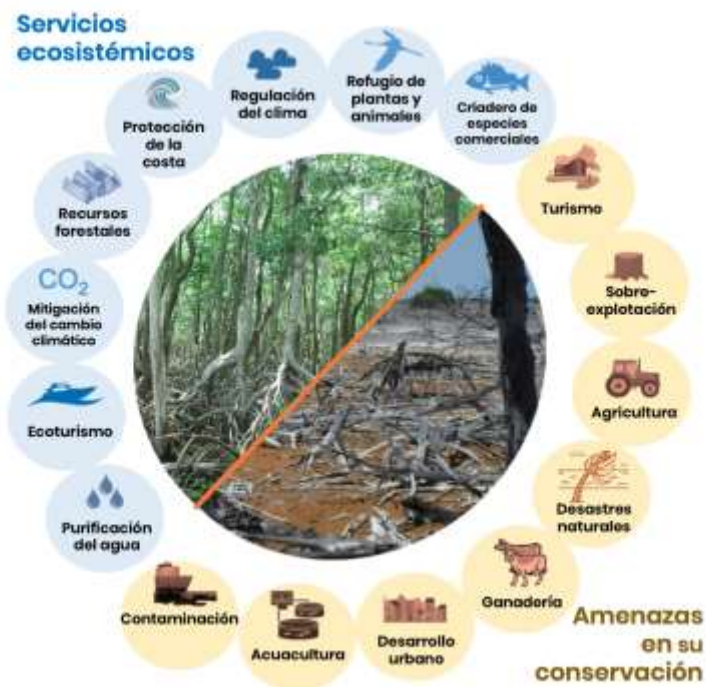 Servicios
ecosistémicos
Refugio de
plantas y
animales
Regulación
del clima
Criadero de
especies
comerciales
Protección
de la
costa
Recursos
forestales
CO₂
Mitigación
del cambio
climático
Ecoturismo
Purificación
del agua
Turismo
Sobre-
explotación
Agricultura
Desastres
naturales
Ganadería
Desarrollo
urbano
Acuacultura
Contaminación
Amenazas
en su
conservación